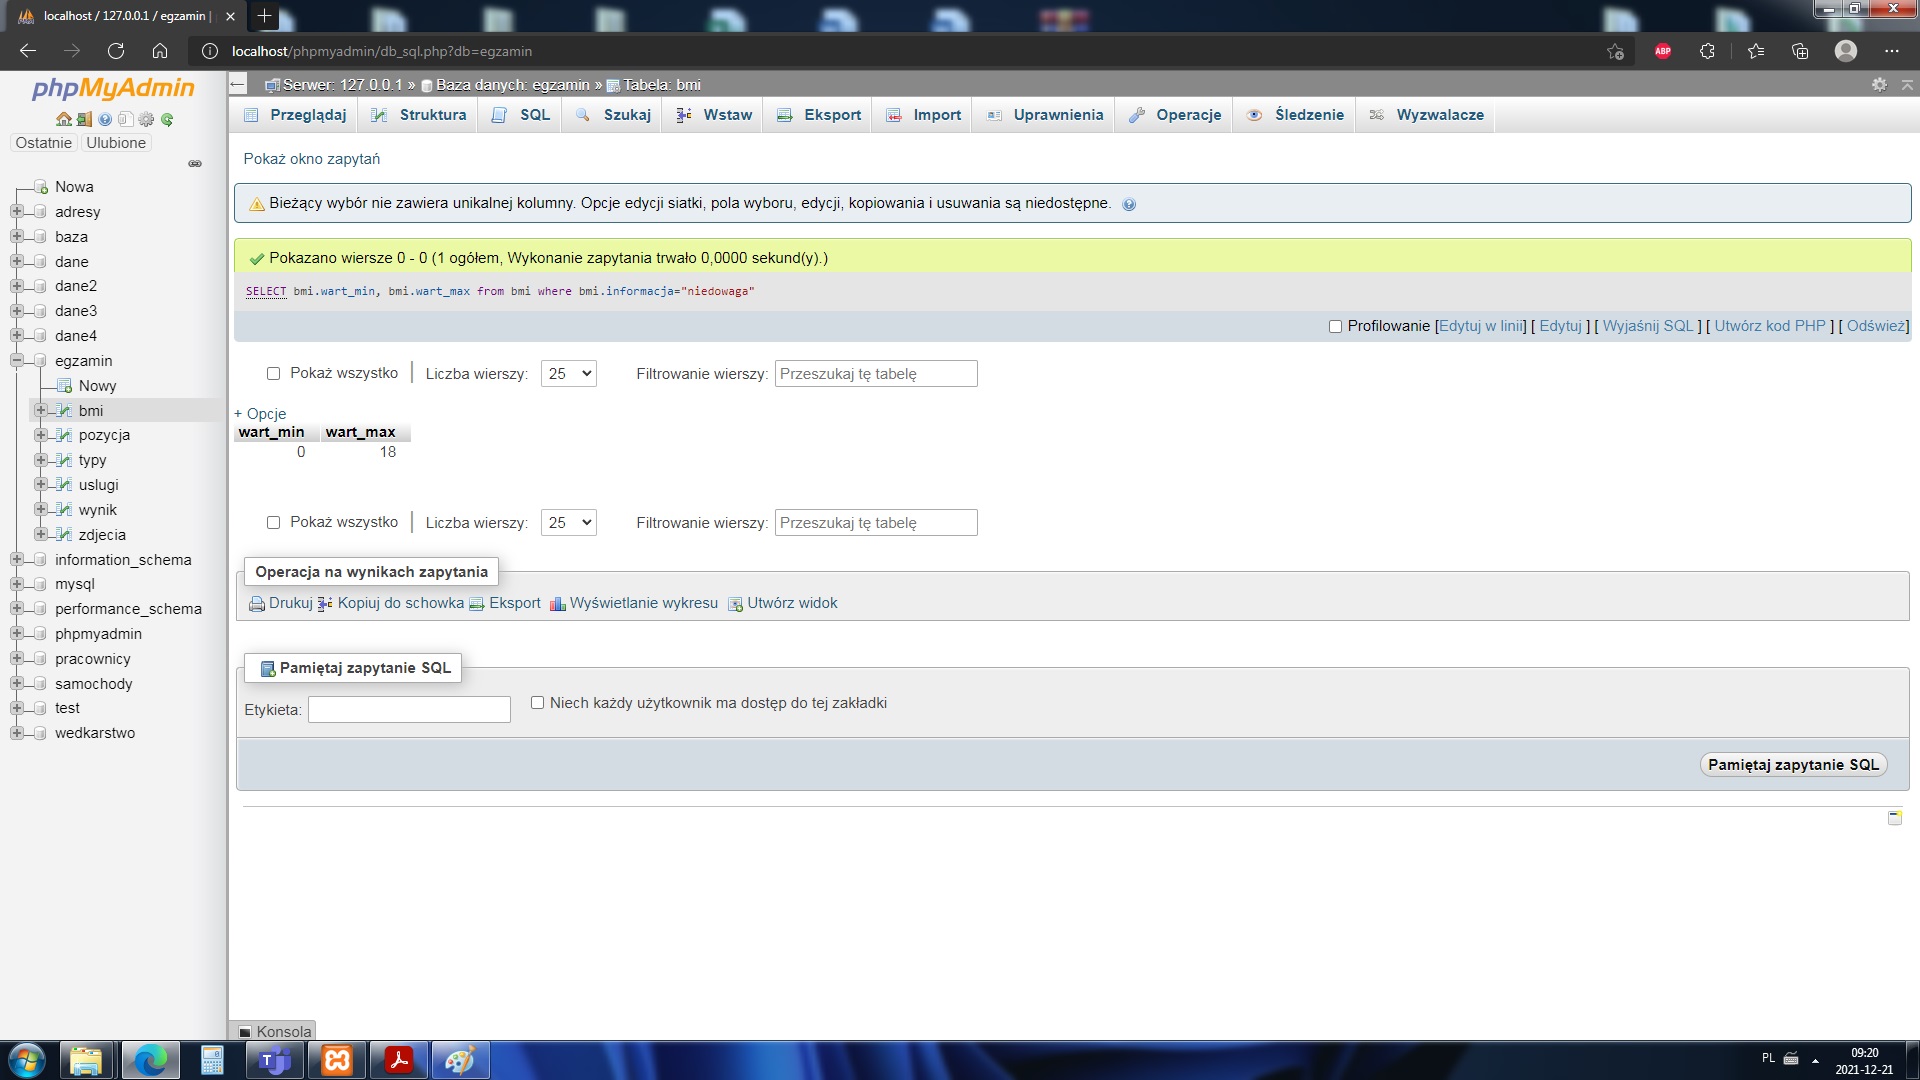 localhost / 127.0.0.1 / egzamin |
localhost/phpmyadmin/db_sql.php?db=egzamin
ABP
phpMyAdmin
Ostatnie Ulubione
Nowa
adresy
baza
dane
dane2
dane3
dane4
egzamin
Nowy
bmi
pozycja
typy
uslugi
wynik
zdjecia
information_schema
mysql
performance_schema
phpmyadmin
pracownicy
samochody
test
wedkarstwo
Serwer: 127.0.0.1 » Baza danych: egzamin » Tabela: bmi
Przeglądaj Struktura SQL Szukaj Wstaw Eksport Import Uprawnienia Operacje Śledzenie Wyzwalacze
Pokaż okno zapytań
Bieżący wybór nie zawiera unikalnej kolumny. Opcje edycji siatki, pola wyboru, edycji, kopiowania i usuwania są niedostępne.
Pokazano wiersze 0 - 0 (1 ogółem, Wykonanie zapytania trwało 0,0000 sekund(y).)
SELECT bmi.wart_min, bmi.wart_max from bmi where bmi.informacja="niedowaga"
Profilowanie [Edytuj w linii] [ Edytuj ] [ Wyjaśnij SQL ] [ Utwórz kod PHP ] [ Odśwież]
Pokaż wszystko Liczba wierszy: 25 Filtrowanie wierszy: Przeszukaj tę tabelę
+ Opcje
wart_min wart_max
0 18
Pokaż wszystko Liczba wierszy: 25 Filtrowanie wierszy: Przeszukaj tę tabelę
Operacja na wynikach zapytania
Drukuj Kopiuj do schowka Eksport Wyświetlanie wykresu Utwórz widok
Pamiętaj zapytanie SQL
Etykieta: Niech każdy użytkownik ma dostęp do tej zakładki
Pamiętaj zapytanie SQL
Konsola
PL
09:20
2021-12-21